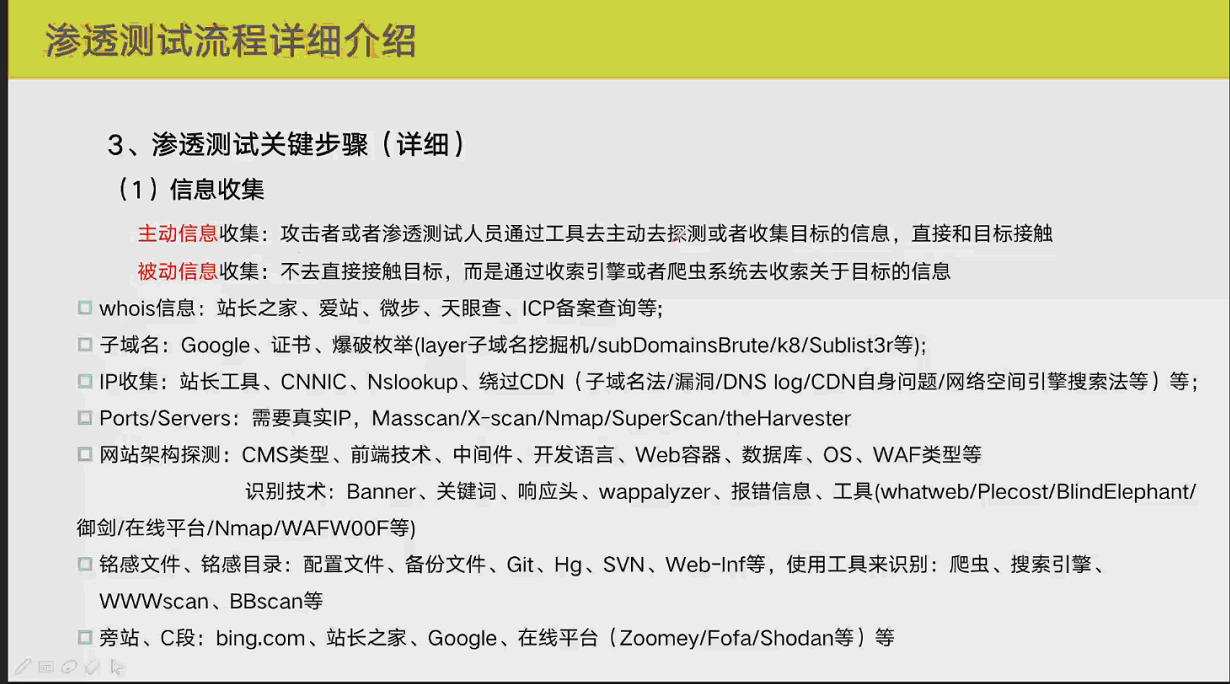 渗透测试流程详细介绍
3、渗透测试关键步骤（详细）
（1）信息收集
主动信息收集：攻击者或者渗透测试人员通过工具去主动去探测或者收集目标的信息，直接和目标接触
被动信息收集：不去直接接触目标，而是通过收索引擎或者爬虫系统去收索关于目标的信息
whois信息：站长之家、爱站、微步、天眼查、ICP备案查询等;
子域名：Google、证书、爆破枚举(layer子域名挖掘机/subDomainsBrute/k8/Sublist3r等);
IP收集：站长工具、CNNIC、Nslookup、绕过CDN（子域名法/漏洞/DNS log/CDN自身问题/网络空间引擎搜索法等）等;
Ports/Servers：需要真实IP，Masscan/X-scan/Nmap/SuperScan/theHarvester
网站架构探测：CMS类型、前端技术、中间件、开发语言、Web容器、数据库、OS、WAF类型等
识别技术：Banner、关键词、响应头、wappalyzer、报错信息、工具(whatweb/Plecost/BlindElephant/
御剑/在线平台/Nmap/WAFW00F等)
铭感文件、铭感目录：配置文件、备份文件、Git、Hg、SVN、Web-Inf等，使用工具来识别：爬虫、搜索引擎、
WWWscan、BBscan等
旁站、C段：bing.com、站长之家、Google、在线平台（Zoomey/Fofa/Shodan等）等